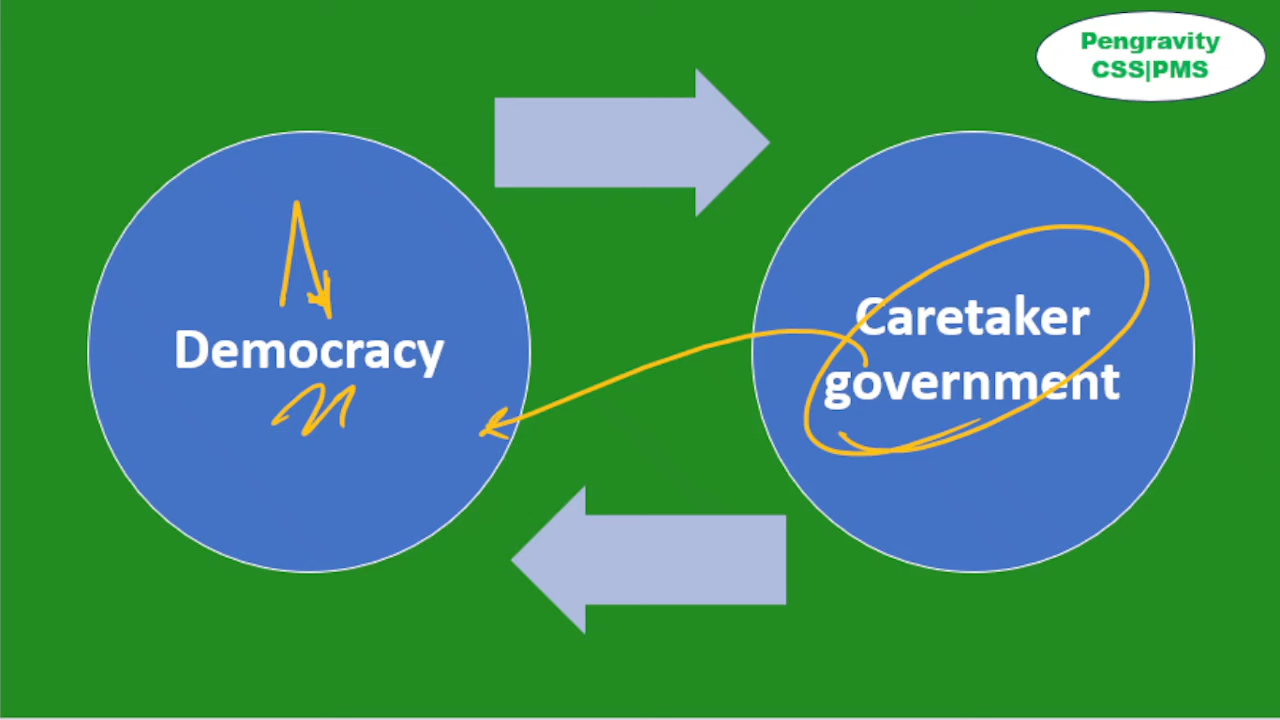 Pengravity
CSS|PMS
Democracy
Caretaker
government